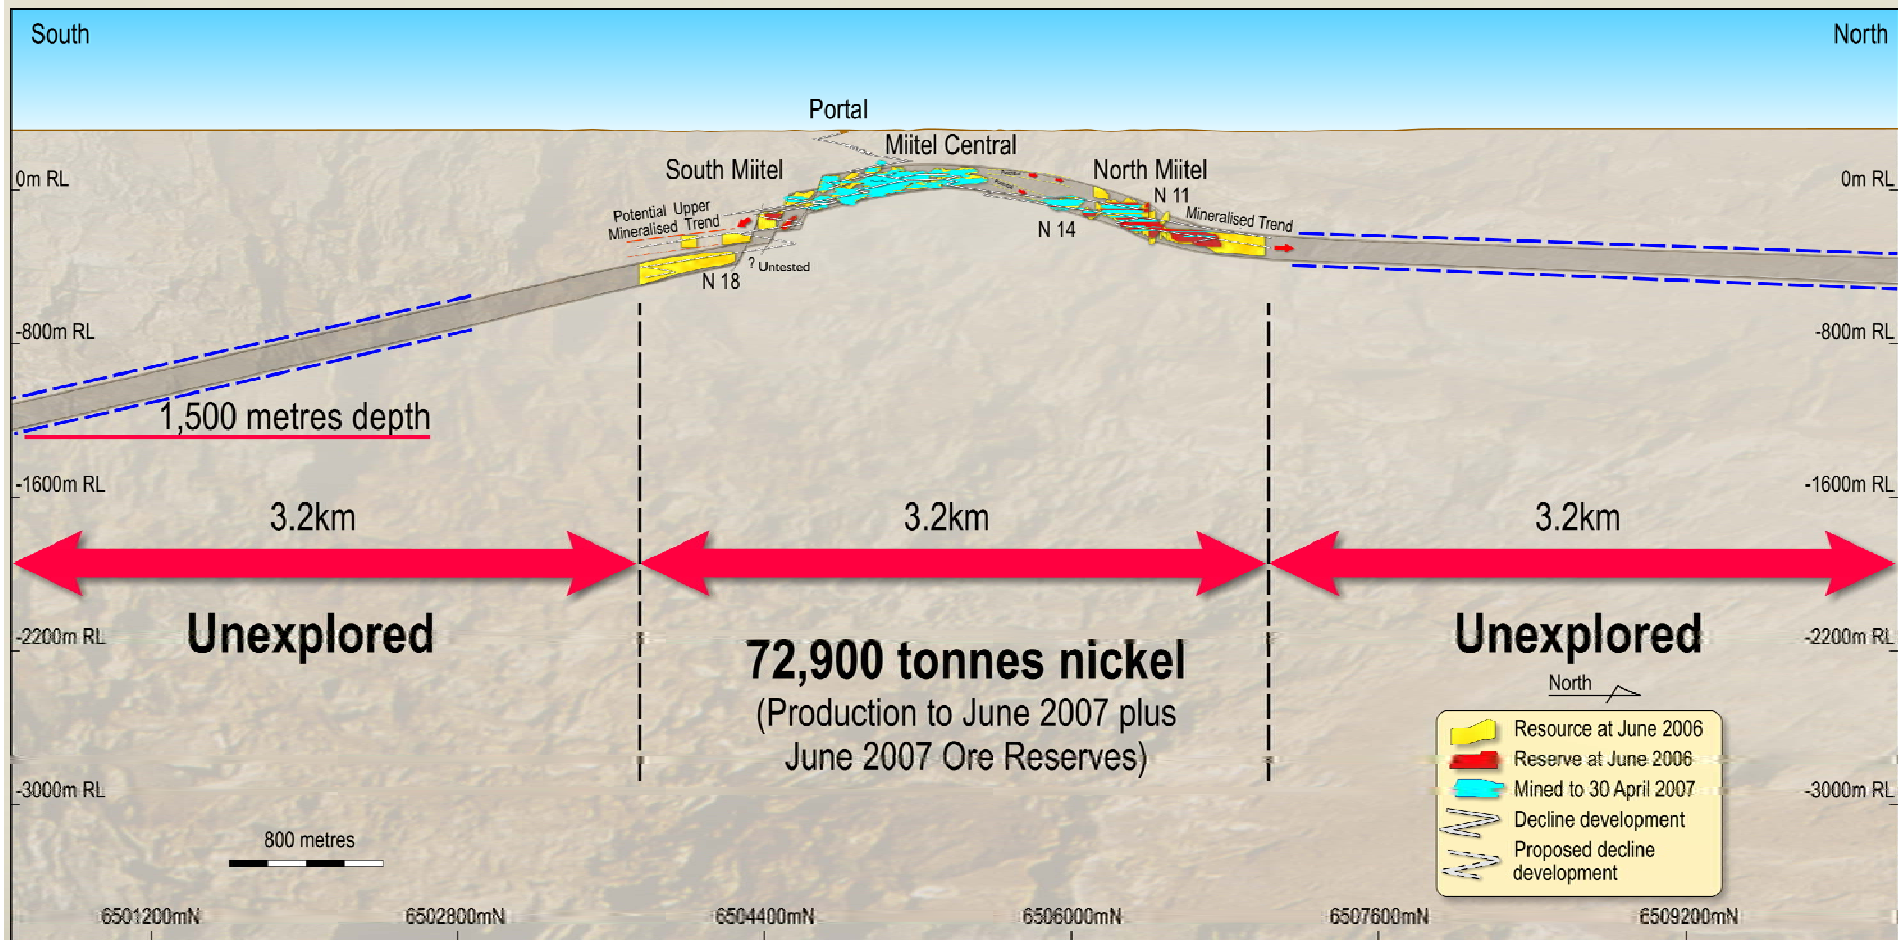 South
North
Portal
Miitel Central
South Miitel
North Miitel
0m RL
0m RL
N 11
Potential Upper
Mineralised Trend
Mineralised Trend
N 14
? Untested
N 18
-800m RL
-800m RL
1,500 metres depth
-1600m RL
-1600m RL
3.2km
3.2km
3.2km
Unexplored
72,900 tonnes nickel
(Production to June 2007 plus
June 2007 Ore Reserves)
Unexplored
-2200m RL
-2200m RL
North
Resource at June 2006
Reserve at June 2006
Mined to 30 April 2007
Decline development
Proposed decline
development
-3000m RL
-3000m RL
800 metres
6501200mN
6502800mN
6504400mN
6506000mN
6507600mN
6509200mN